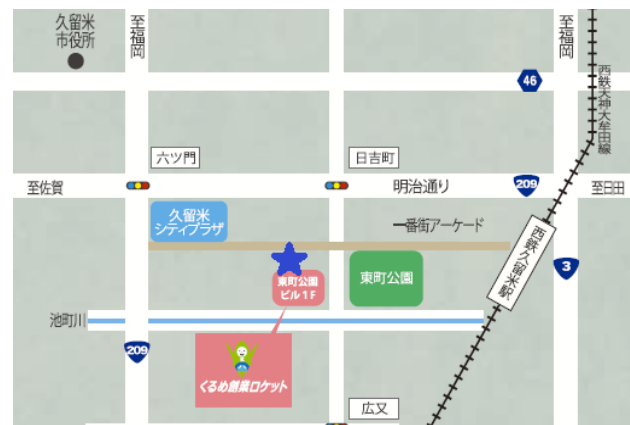 久留米
市役所
至福岡
至福岡
46
西鉄天神大牟田線
六ツ門
日吉町
至佐賀
明治通り
209
至日田
久留米
シティプラザ
一番街アーケード
西鉄久留米駅
3
東町公園
ビル1F
東町公園
池町川
209
くるめ創業ロケット
広又